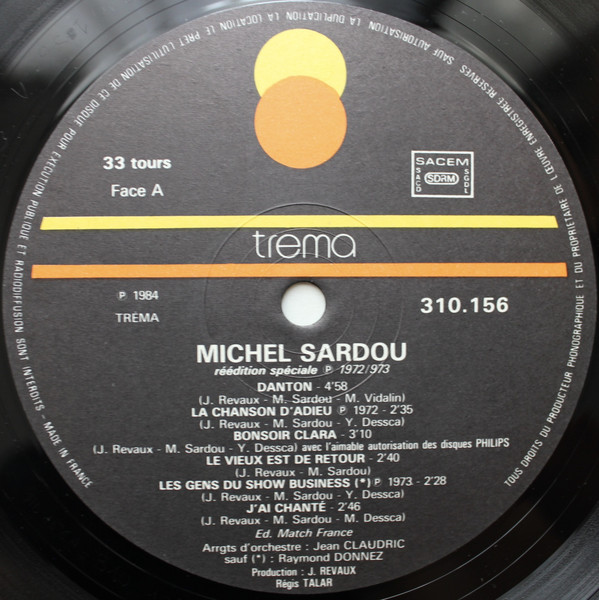 TOUS DROITS DU PRODUCTEUR PHONOGRAPHIQUE ET DU PROPRIETAIRE DE L'ŒUVRE ENREGISTREE RESERVES SAUF AUTORISATION LA DUPLICATION LA LOCATION LE PRET L'UTILISATION DE CE DISQUE POUR EXECUTION PUBLIQUE ET RADIODIFFUSION SONT INTERDITS - MADE IN FRANCE
33 tours
Face A
SACEM
S&CD SDRM SGDL
trema
℗ 1984
TRÉMA
310.156
MICHEL SARDOU
réédition spéciale ℗ 1972/973
DANTON - 4'58
(J. Revaux - M. Sardou - M. Vidalin)
LA CHANSON D'ADIEU ℗ 1972 - 2'35
(J. Revaux - M. Sardou - Y. Dessca)
BONSOIR CLARA - 3'10
(J. Revaux - M. Sardou - Y. Dessca) avec l'aimable autorisation des disques PHILIPS
LE VIEUX EST DE RETOUR - 2'40
(J. Revaux - M. Sardou)
LES GENS DU SHOW BUSINESS (*) ℗ 1973 - 2'28
(J. Revaux - M. Sardou - Y. Dessca)
J'AI CHANTÉ - 2'46
(J. Revaux - M. Sardou - M. Dessca)
Ed. Match France
Arrgts d'orchestre : Jean CLAUDRIC
sauf (*) : Raymond DONNEZ
Production : J. REVAUX
Régis TALAR